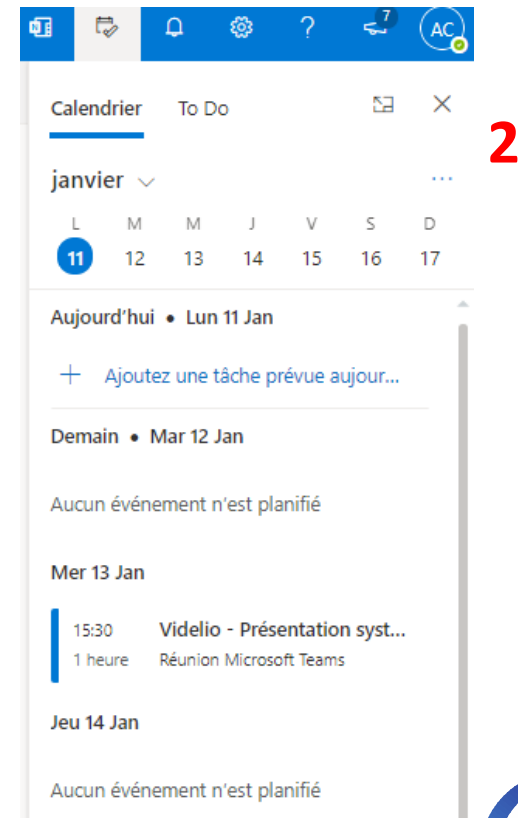 7
AC
Calendrier To Do
2
janvier
L M M J V S D
11 12 13 14 15 16 17
Aujourd'hui • Lun 11 Jan
+ Ajoutez une tâche prévue aujour...
Demain • Mar 12 Jan
Aucun événement n'est planifié
Mer 13 Jan
15:30 Videlio - Présentation syst...
1 heure Réunion Microsoft Teams
Jeu 14 Jan
Aucun événement n'est planifié